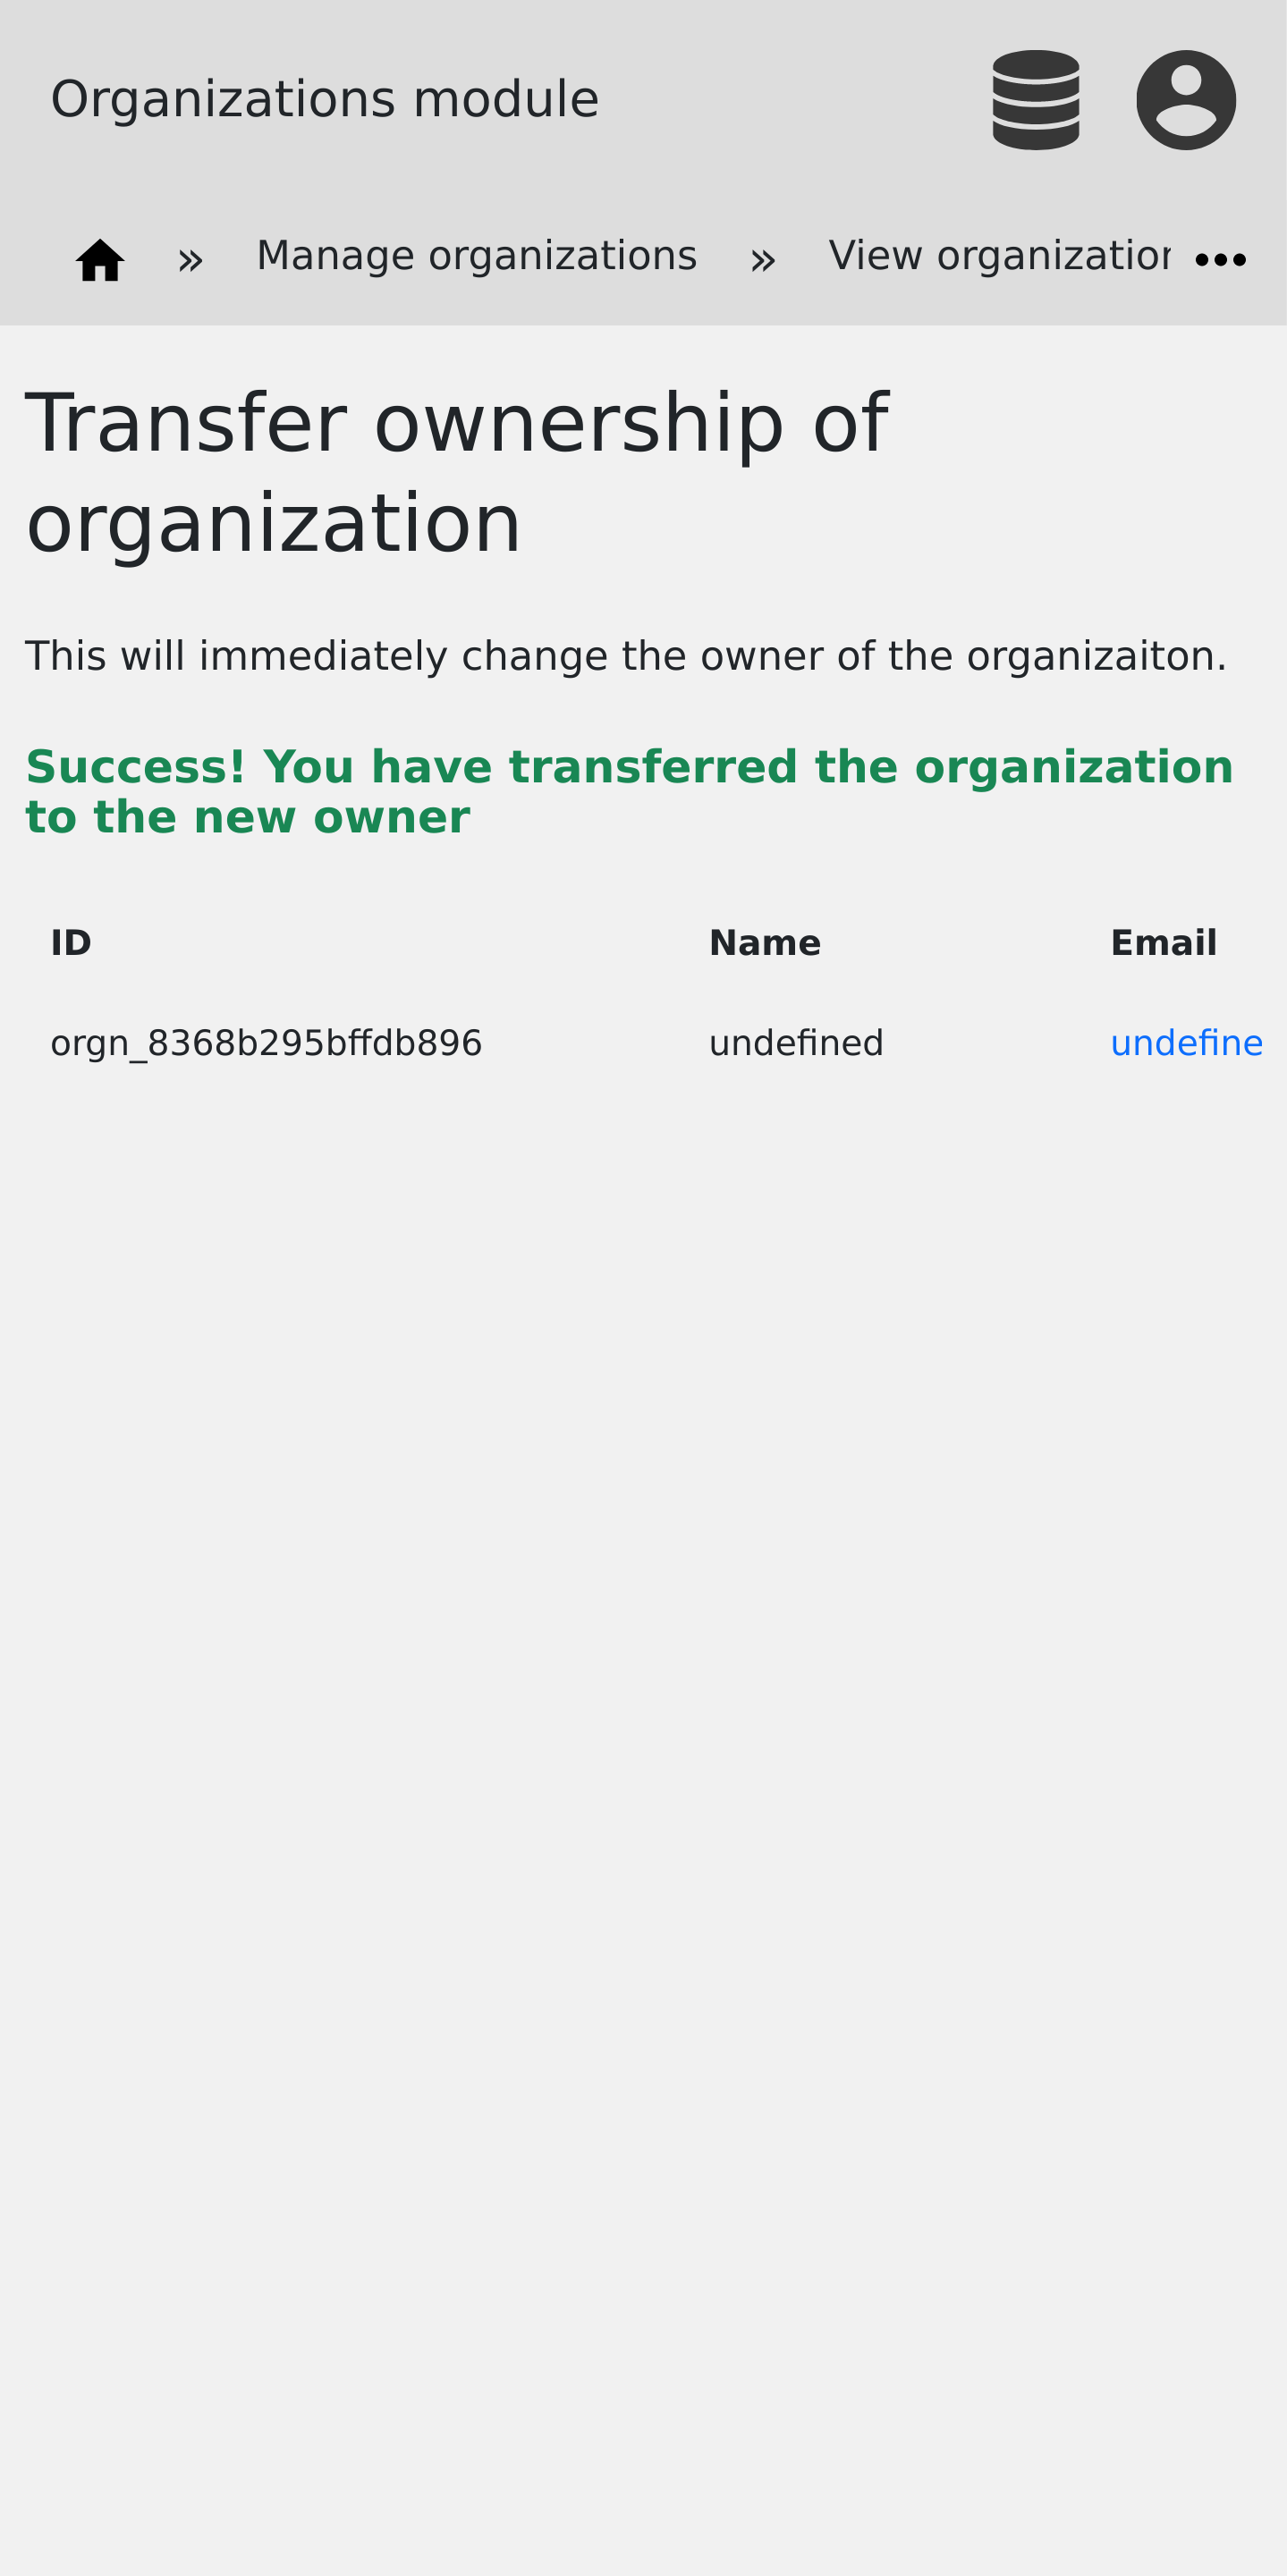 Organizations module
» Manage organizations » View organization •••
Transfer ownership of
organization
This will immediately change the owner of the organizaiton.
Success! You have transferred the organization
to the new owner
ID Name Email
orgn_8368b295bffdb896 undefined undefine